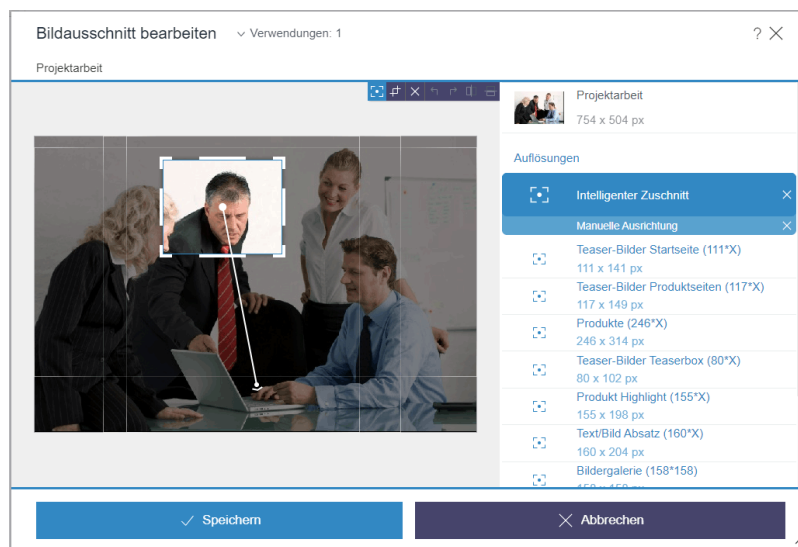 Bildausschnitt bearbeiten Verwendungen: 1 ?
Projektarbeit
Projektarbeit
754 x 504 px
Auflösungen
Intelligenter Zuschnitt
Manuelle Ausrichtung
Teaser-Bilder Startseite (111*X)
111 x 141 px
Teaser-Bilder Produktseiten (117*X)
117 x 149 px
Produkte (246*X)
246 x 314 px
Teaser-Bilder Teaserbox (80*X)
80 x 102 px
Produkt Highlight (155*X)
155 x 198 px
Text/Bild Absatz (160*X)
160 x 204 px
Bildergalerie (158*158)
Speichern
Abbrechen